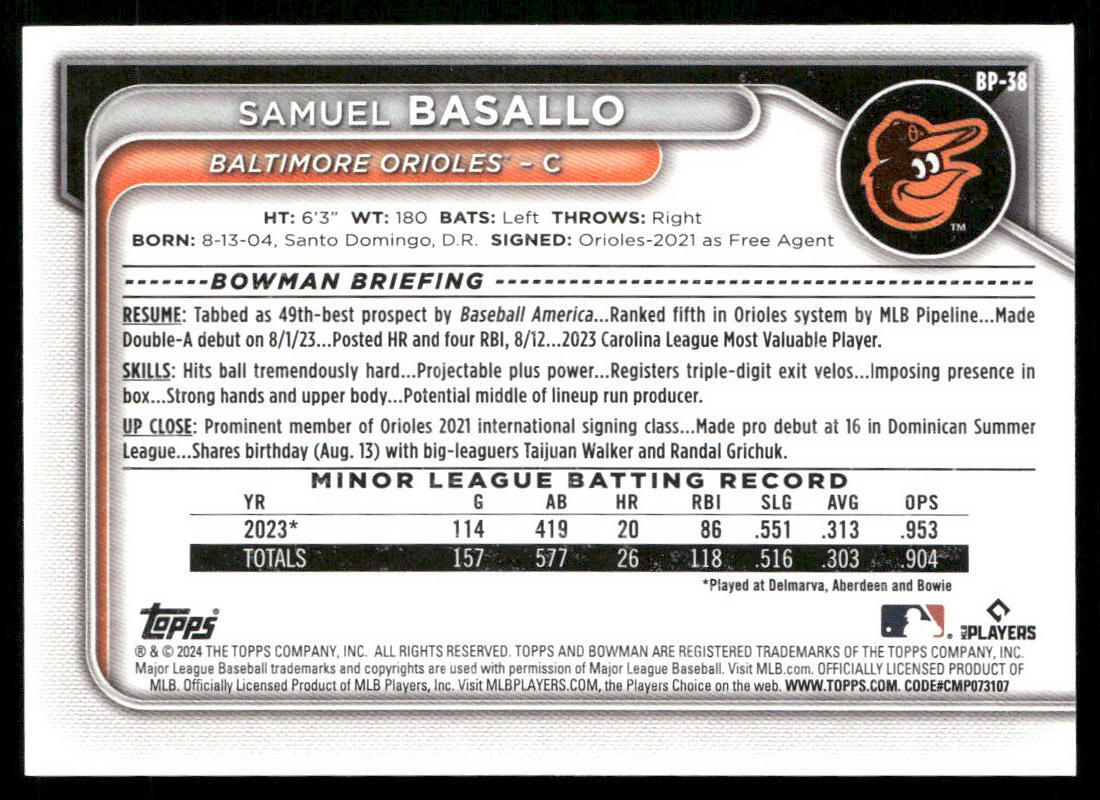 BP-38
SAMUEL BASALLO
BALTIMORE ORIOLES™ – C
HT: 6'3" WT: 180 BATS: Left THROWS: Right
BORN: 8-13-04, Santo Domingo, D.R. SIGNED: Orioles-2021 as Free Agent
TM
BOWMAN BRIEFING
RESUME: Tabbed as 49th-best prospect by Baseball America...Ranked fifth in Orioles system by MLB Pipeline...Made
Double-A debut on 8/1/23...Posted HR and four RBI, 8/12...2023 Carolina League Most Valuable Player.
SKILLS: Hits ball tremendously hard...Projectable plus power...Registers triple-digit exit velos...Imposing presence in
box...Strong hands and upper body...Potential middle of lineup run producer.
UP CLOSE: Prominent member of Orioles 2021 international signing class...Made pro debut at 16 in Dominican Summer
League...Shares birthday (Aug. 13) with big-leaguers Taijuan Walker and Randal Grichuk.
MINOR LEAGUE BATTING RECORD
YR G AB HR RBI SLG AVG OPS
2023* 114 419 20 86 .551 .313 .953
TOTALS 157 577 26 118 .516 .303 .904
*Played at Delmarva, Aberdeen and Bowie
TOPPS® MLB PLAYERS
® & © 2024 THE TOPPS COMPANY, INC. ALL RIGHTS RESERVED. TOPPS AND BOWMAN ARE REGISTERED TRADEMARKS OF THE TOPPS COMPANY, INC.
Major League Baseball trademarks and copyrights are used with permission of Major League Baseball. Visit MLB.com. OFFICIALLY LICENSED PRODUCT OF
MLB. Officially Licensed Product of MLB Players, Inc. Visit MLBPLAYERS.COM, the Players Choice on the web. WWW.TOPPS.COM. CODE#CMP073107